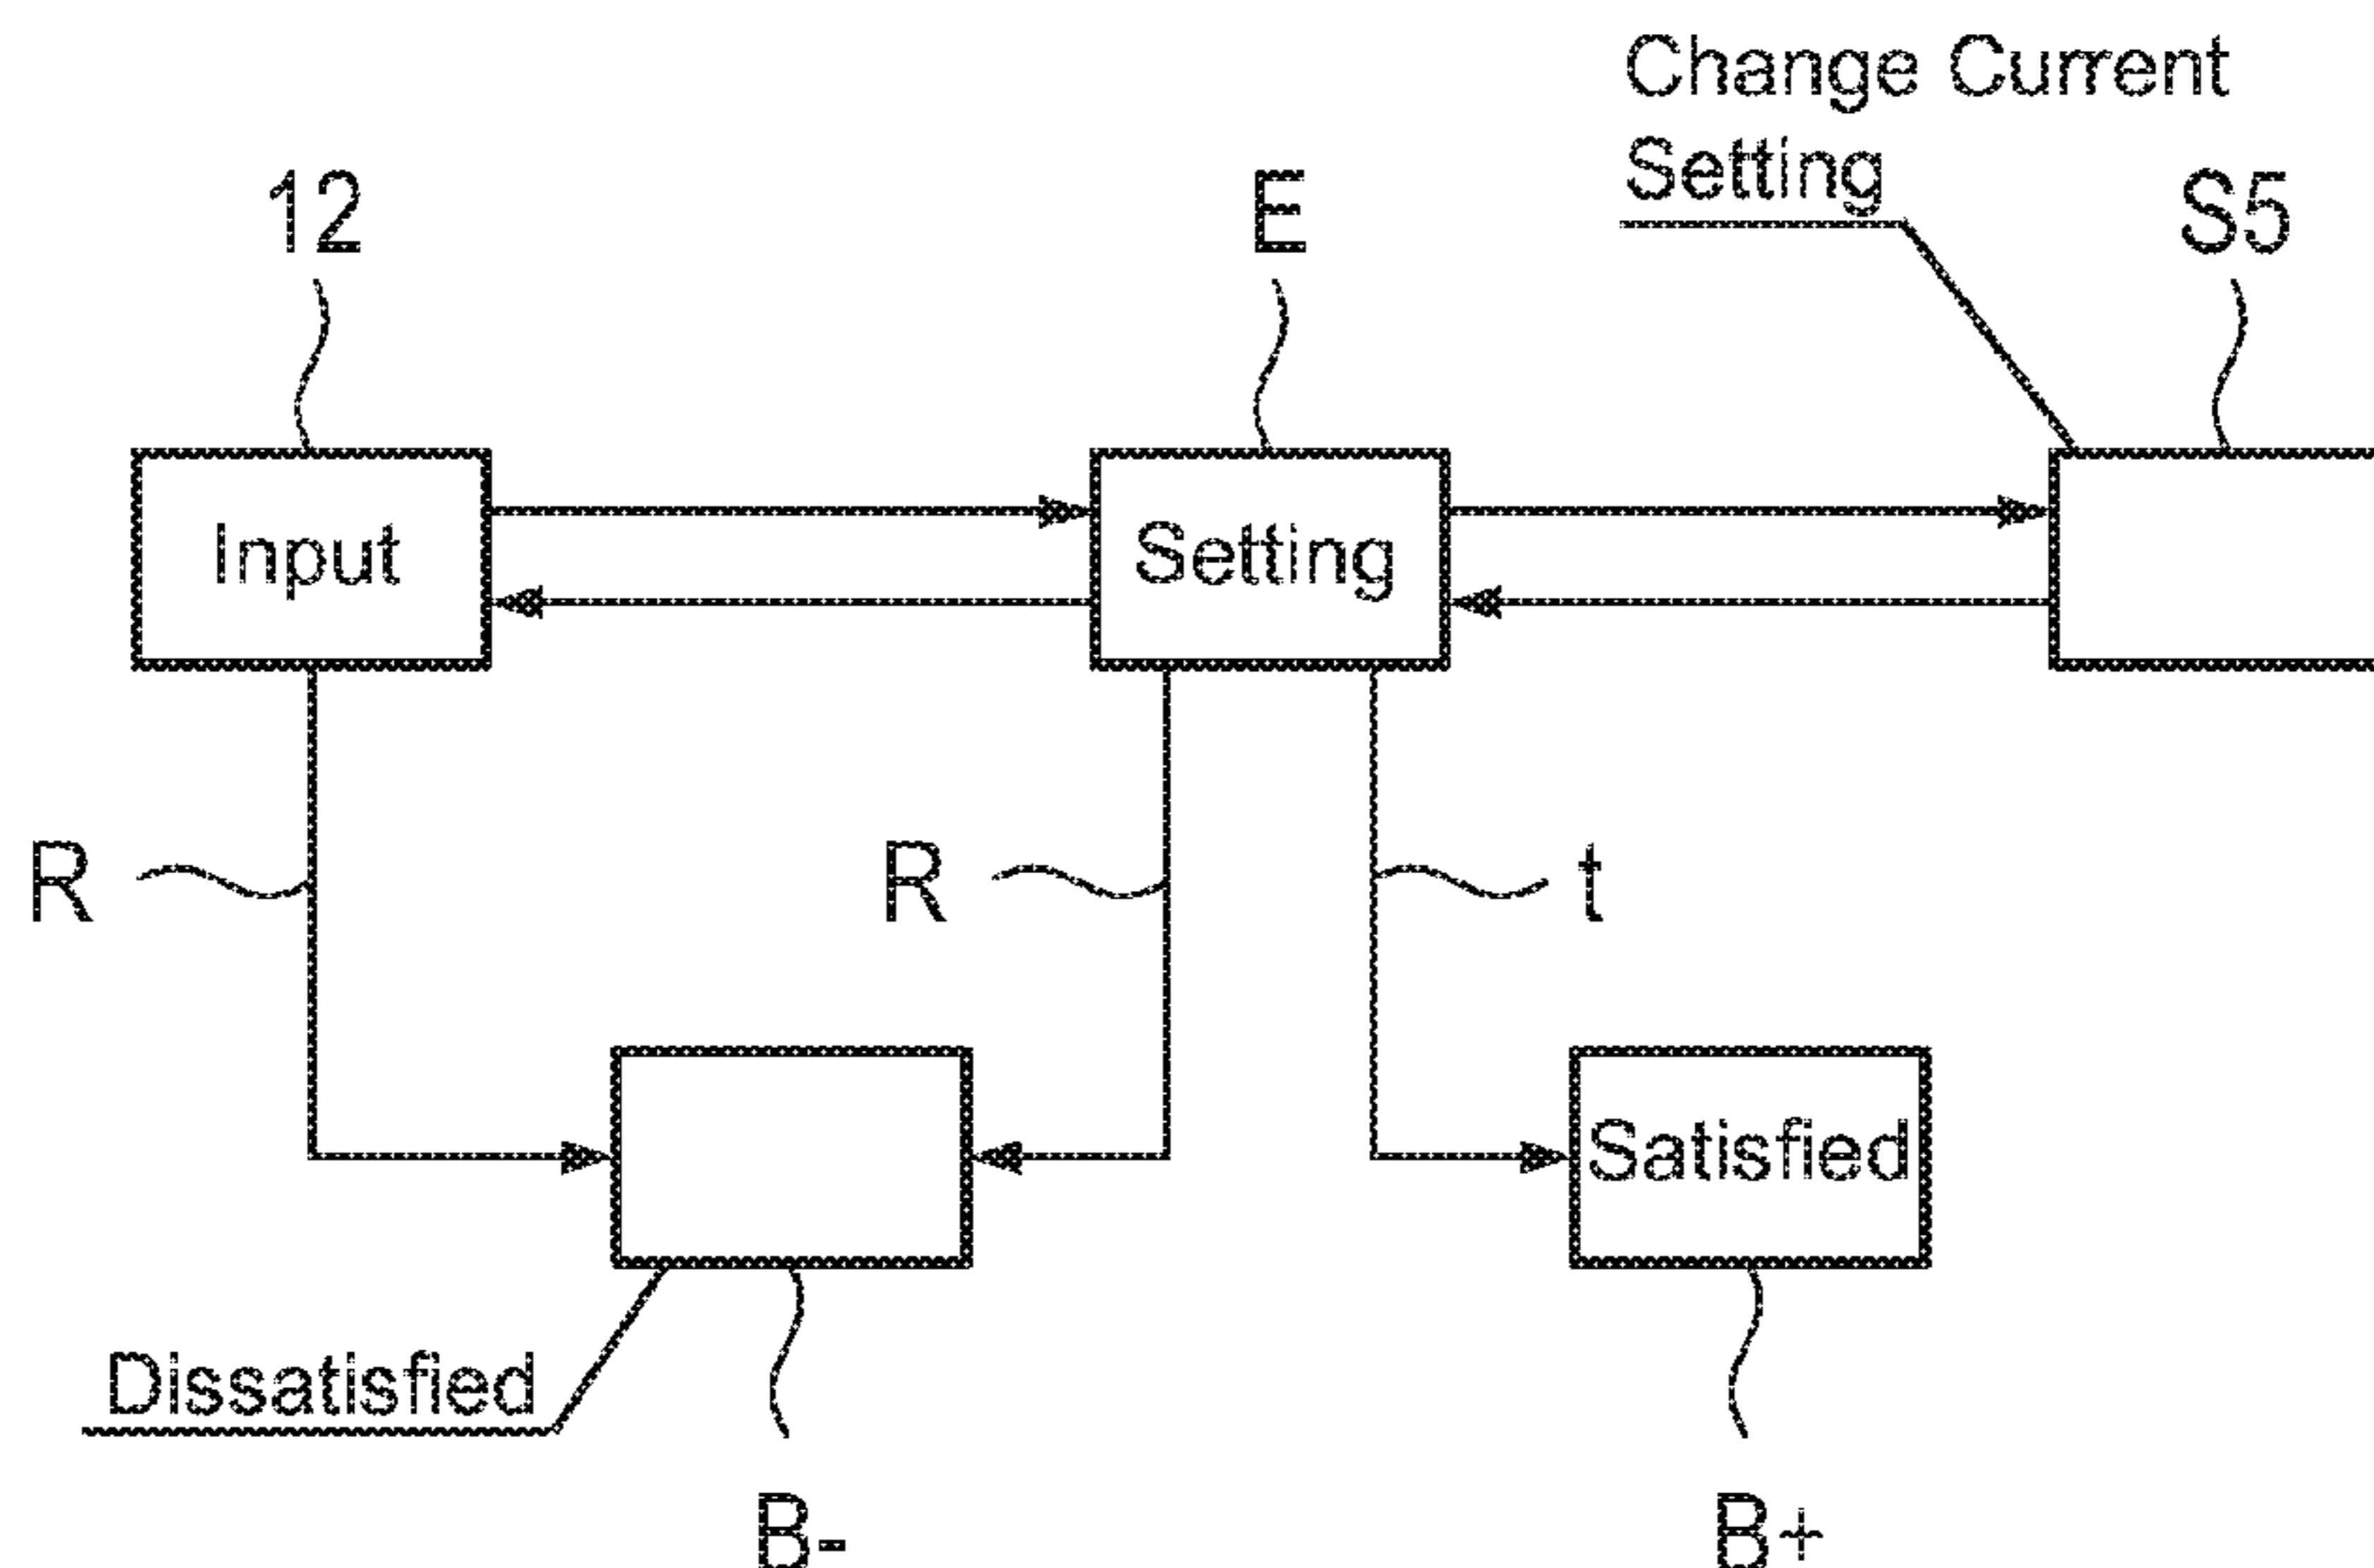 Change Current
Setting
12
E
S5
Input
Setting
R
R
t
Satisfied
Dissatisfied
B-
B+